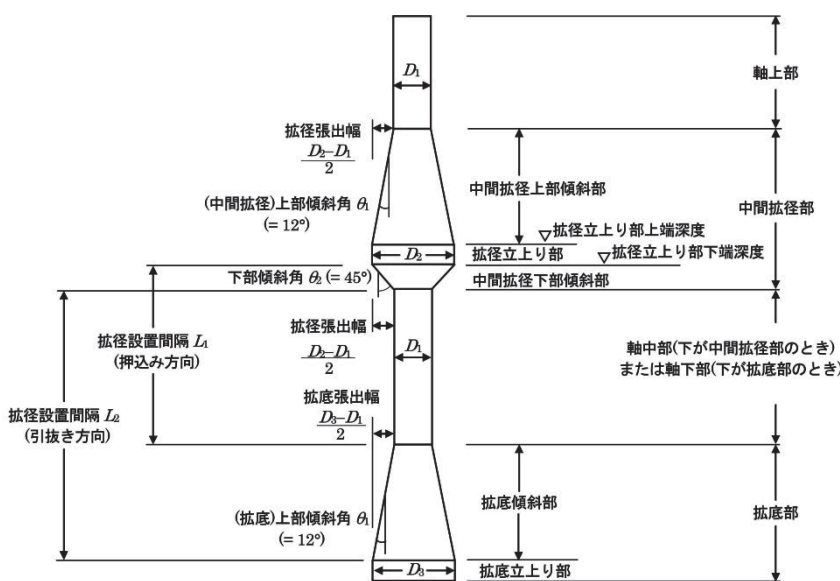 D₁
軸上部
拡径張出幅
D₂−D₁
2
中間拡径上部傾斜部
(中間拡径)上部傾斜角 θ₁
(= 12°)
中間拡径部
▽拡径立上り部上端深度
D₂
拡径立上り部
▽拡径立上り部下端深度
下部傾斜角 θ₂ (= 45°)
中間拡径下部傾斜部
拡径張出幅
D₂−D₁
2
D₁
拡径設置間隔 L₁
(押込み方向)
軸中部(下が中間拡径部のとき)
または軸下部(下が拡底部のとき)
拡底張出幅
D₃−D₁
2
拡径設置間隔 L₂
(引抜き方向)
拡底傾斜部
拡底部
(拡底)上部傾斜角 θ₁
(= 12°)
D₃
拡底立上り部